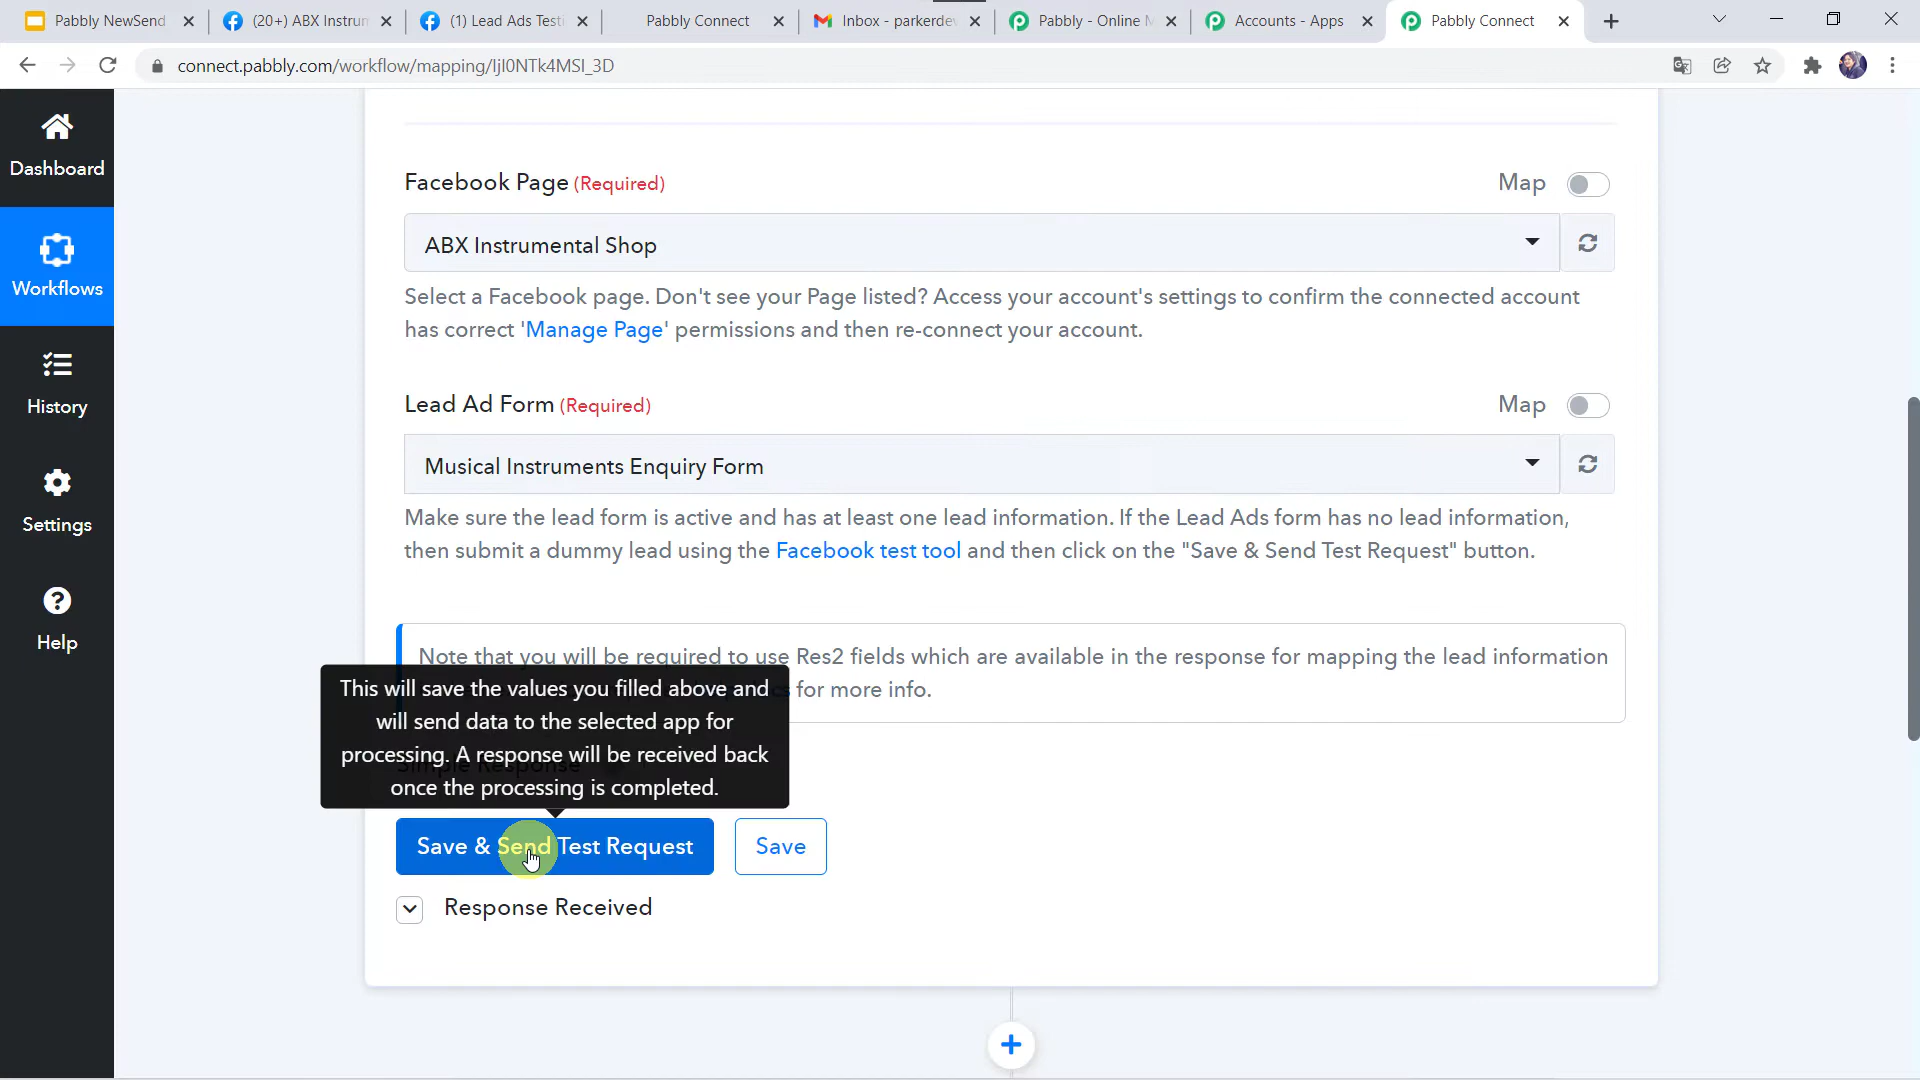 Pabbly NewSend
(20+) ABX Instrum
(1) Lead Ads Testi
Pabbly Connect
Inbox - parkerdev
Pabbly - Online M
Accounts - Apps
Pabbly Connect
connect.pabbly.com/workflow/mapping/IjI0NTk4MSI_3D
Dashboard
Workflows
History
Settings
Help
Facebook Page (Required)
Map
ABX Instrumental Shop
Select a Facebook page. Don't see your Page listed? Access your account's settings to confirm the connected account
has correct 'Manage Page' permissions and then re-connect your account.
Lead Ad Form (Required)
Map
Musical Instruments Enquiry Form
Make sure the lead form is active and has at least one lead information. If the Lead Ads form has no lead information,
then submit a dummy lead using the Facebook test tool and then click on the "Save & Send Test Request" button.
Note that you will be required to use Res2 fields which are available in the response for mapping the lead information
for more info.
This will save the values you filled above and
will send data to the selected app for
processing. A response will be received back
once the processing is completed.
Simple Response
Save & Send Test Request
Save
Response Received